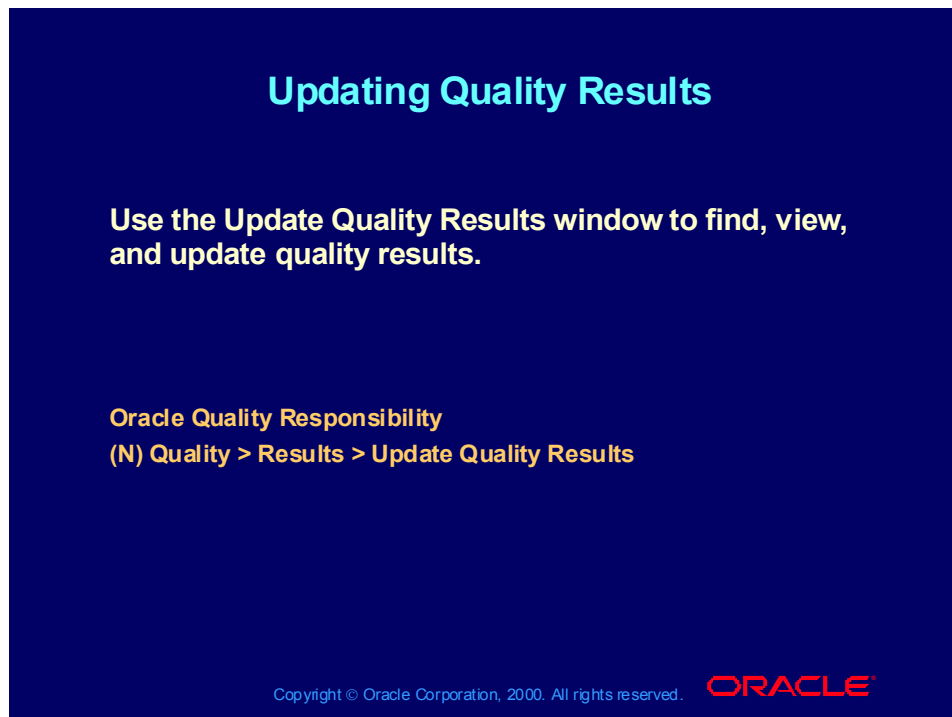 Updating Quality Results
Use the Update Quality Results window to find, view,
and update quality results.
Oracle Quality Responsibility
(N) Quality > Results > Update Quality Results
Copyright © Oracle Corporation, 2000. All rights reserved.
ORACLE®